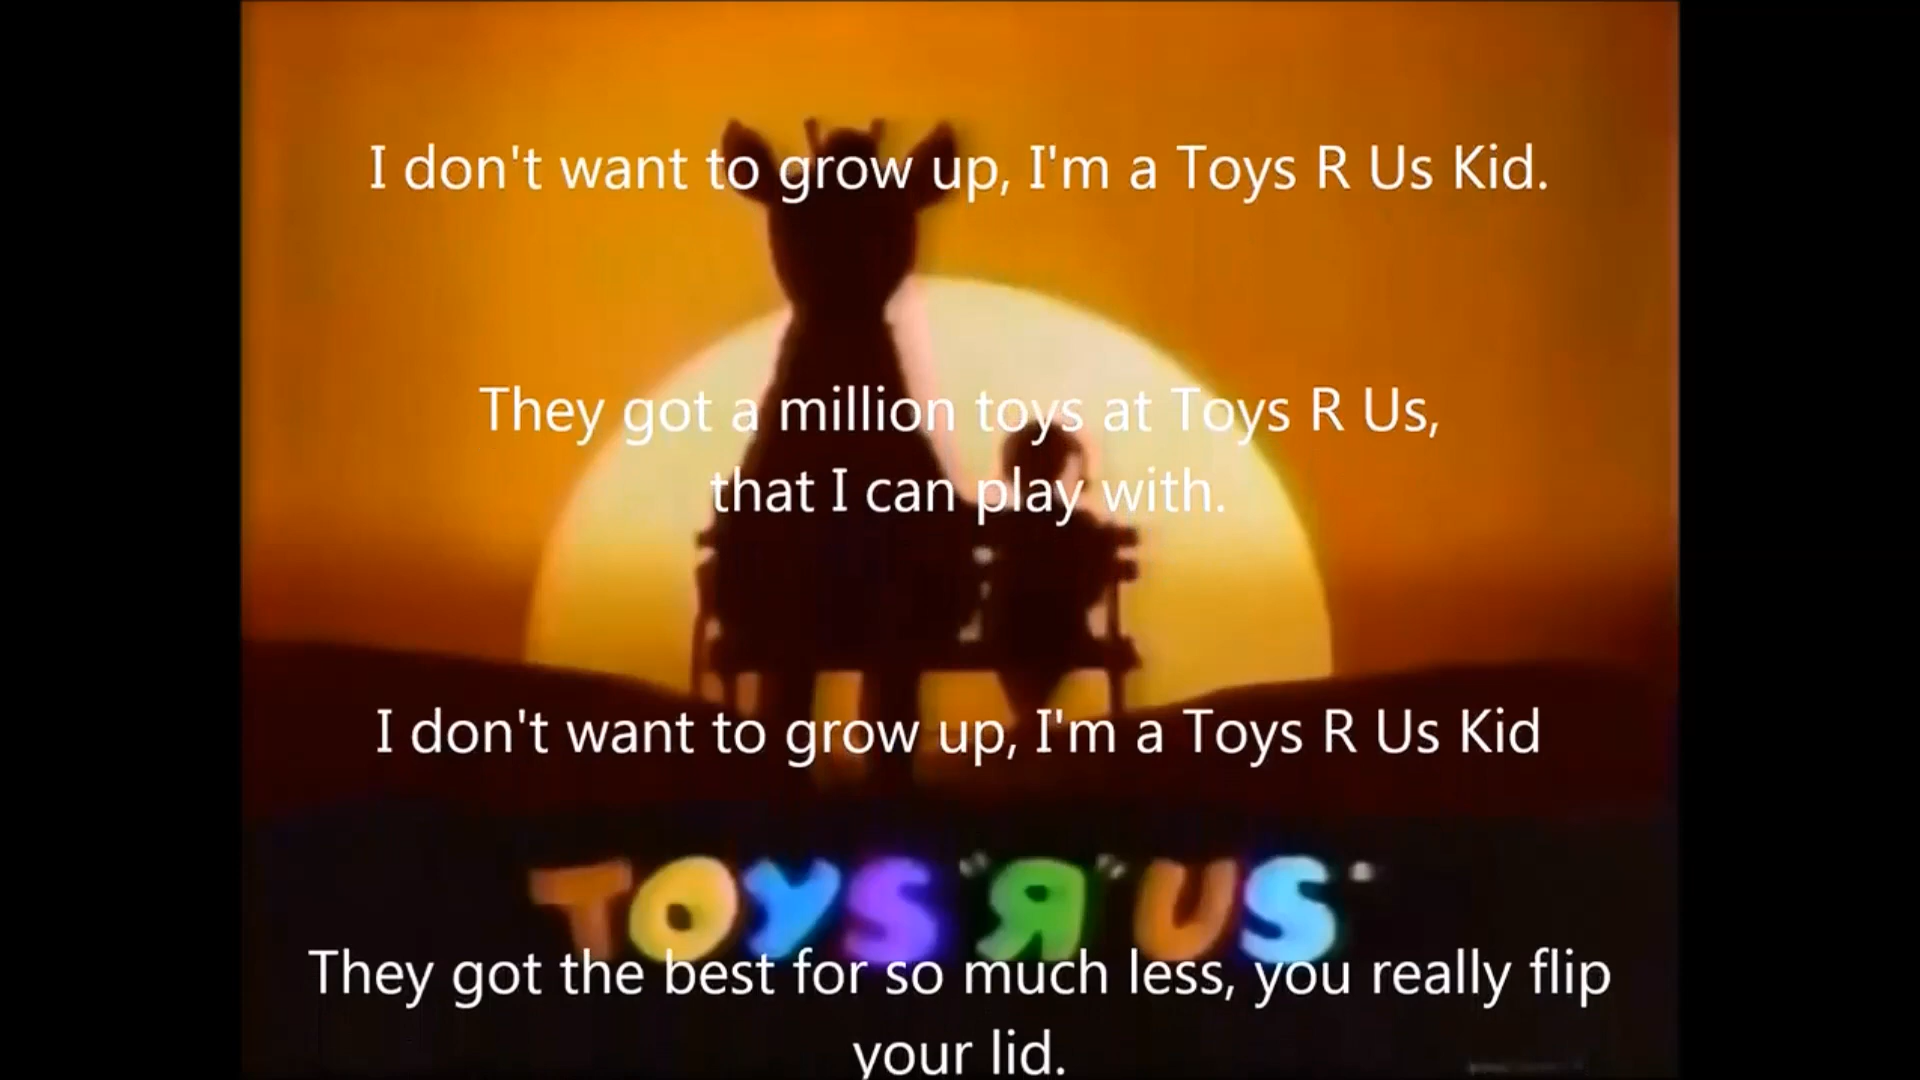 I don't want to grow up, I'm a Toys R Us Kid.
They got a million toys at Toys R Us,
that I can play with.
I don't want to grow up, I'm a Toys R Us Kid
TOYS "Я" US
They got the best for so much less, you really flip
your lid.